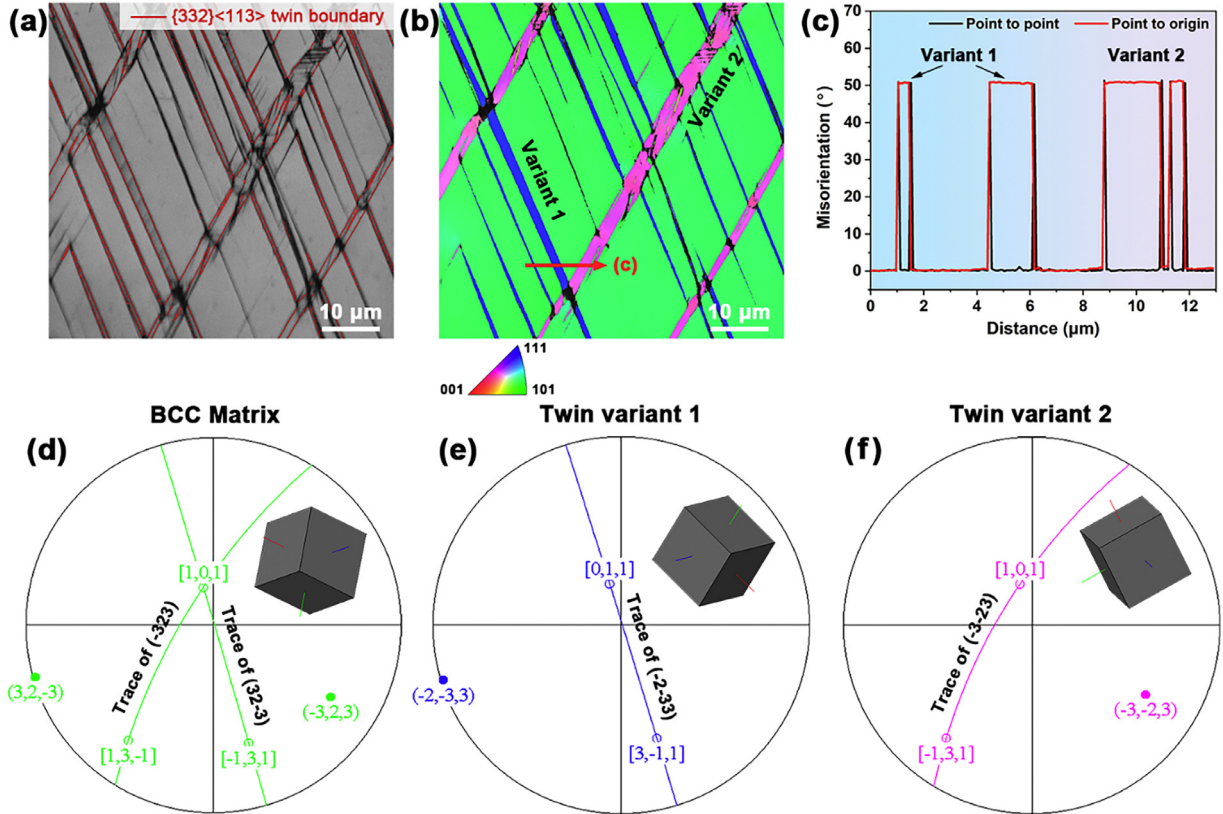 (a)
{332}<113> twin boundary
10 μm
(b)
Variant 1
Variant 2
(c)
10 μm
111
001
101
(c)
Point to point
Point to origin
Variant 1
Variant 2
Misorientation (°)
70
60
50
40
30
20
10
0
0
2
4
6
8
10
12
Distance (μm)
BCC Matrix
(d)
[1,0,1]
Trace of (-323)
Trace of (32-3)
(3,2,-3)
(-3,2,3)
[1,3,-1]
[-1,3,1]
Twin variant 1
(e)
[0,1,1]
Trace of (-2-33)
(-2,-3,3)
[3,-1,1]
Twin variant 2
(f)
[1,0,1]
Trace of (-3-23)
(-3,-2,3)
[-1,3,1]